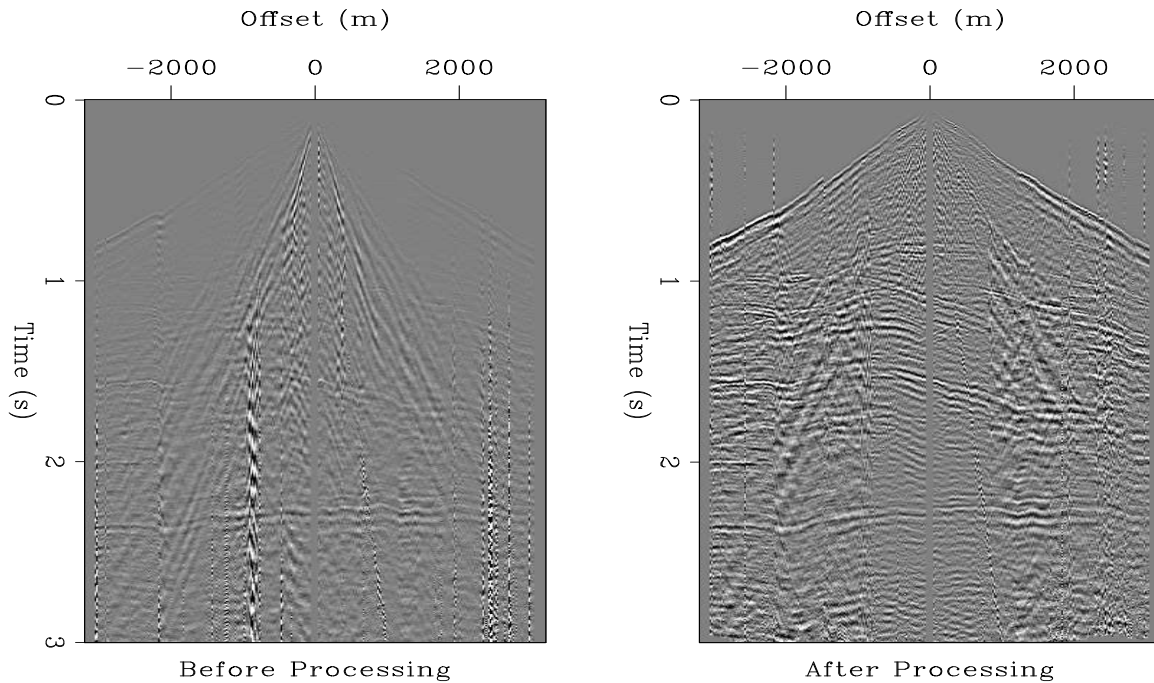 Offset (m)
-2000 0 2000
0
1
2
3
Time (s)
Before Processing
Offset (m)
-2000 0 2000
0
1
2
Time (s)
After Processing